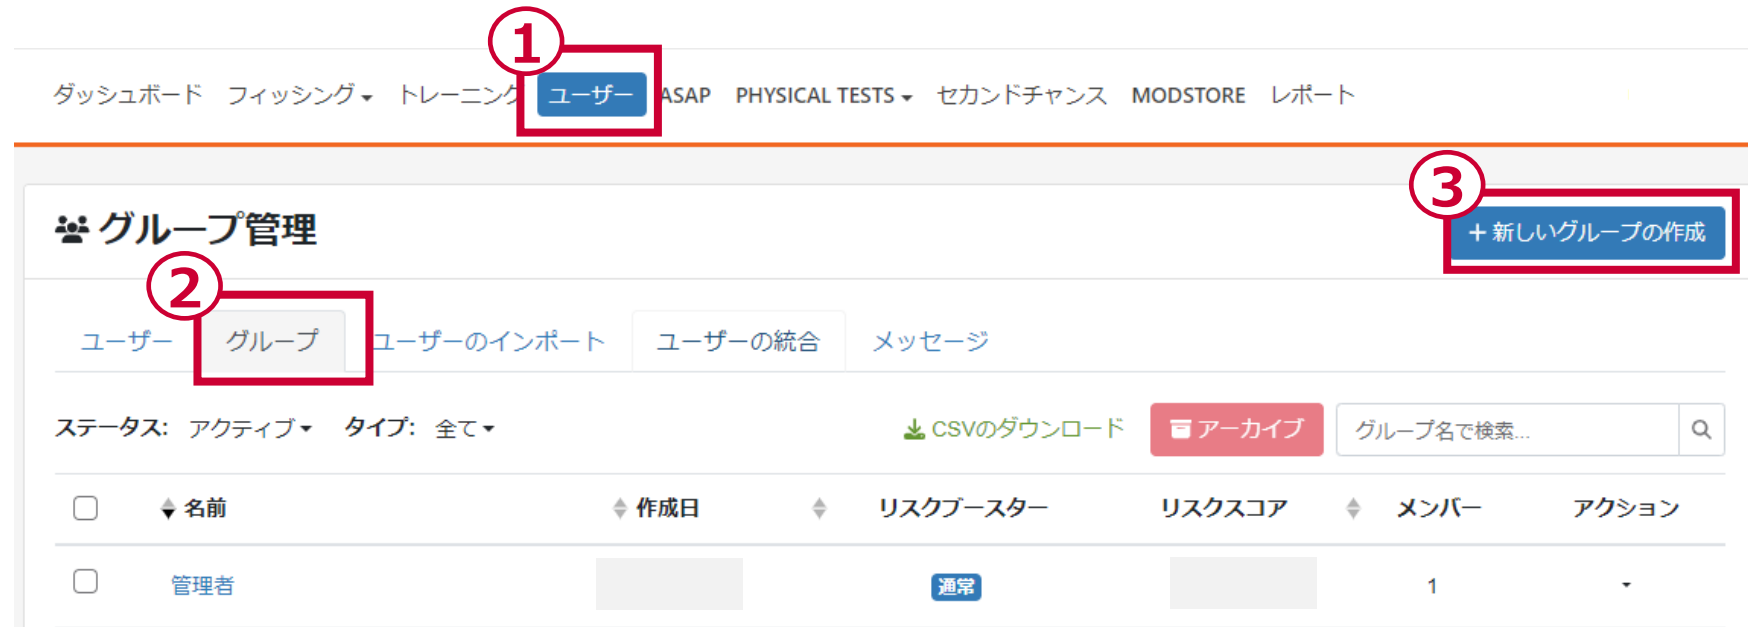 ①
ダッシュボード フィッシング トレーニング ユーザー ASAP PHYSICAL TESTS セカンドチャンス MODSTORE レポート
③
グループ管理 +新しいグループの作成
②
ユーザー グループ ユーザーのインポート ユーザーの統合 メッセージ
ステータス: アクティブ タイプ: 全て CSVのダウンロード アーカイブ グループ名で検索...
名前 作成日 リスクブースター リスクスコア メンバー アクション
管理者 通常 1